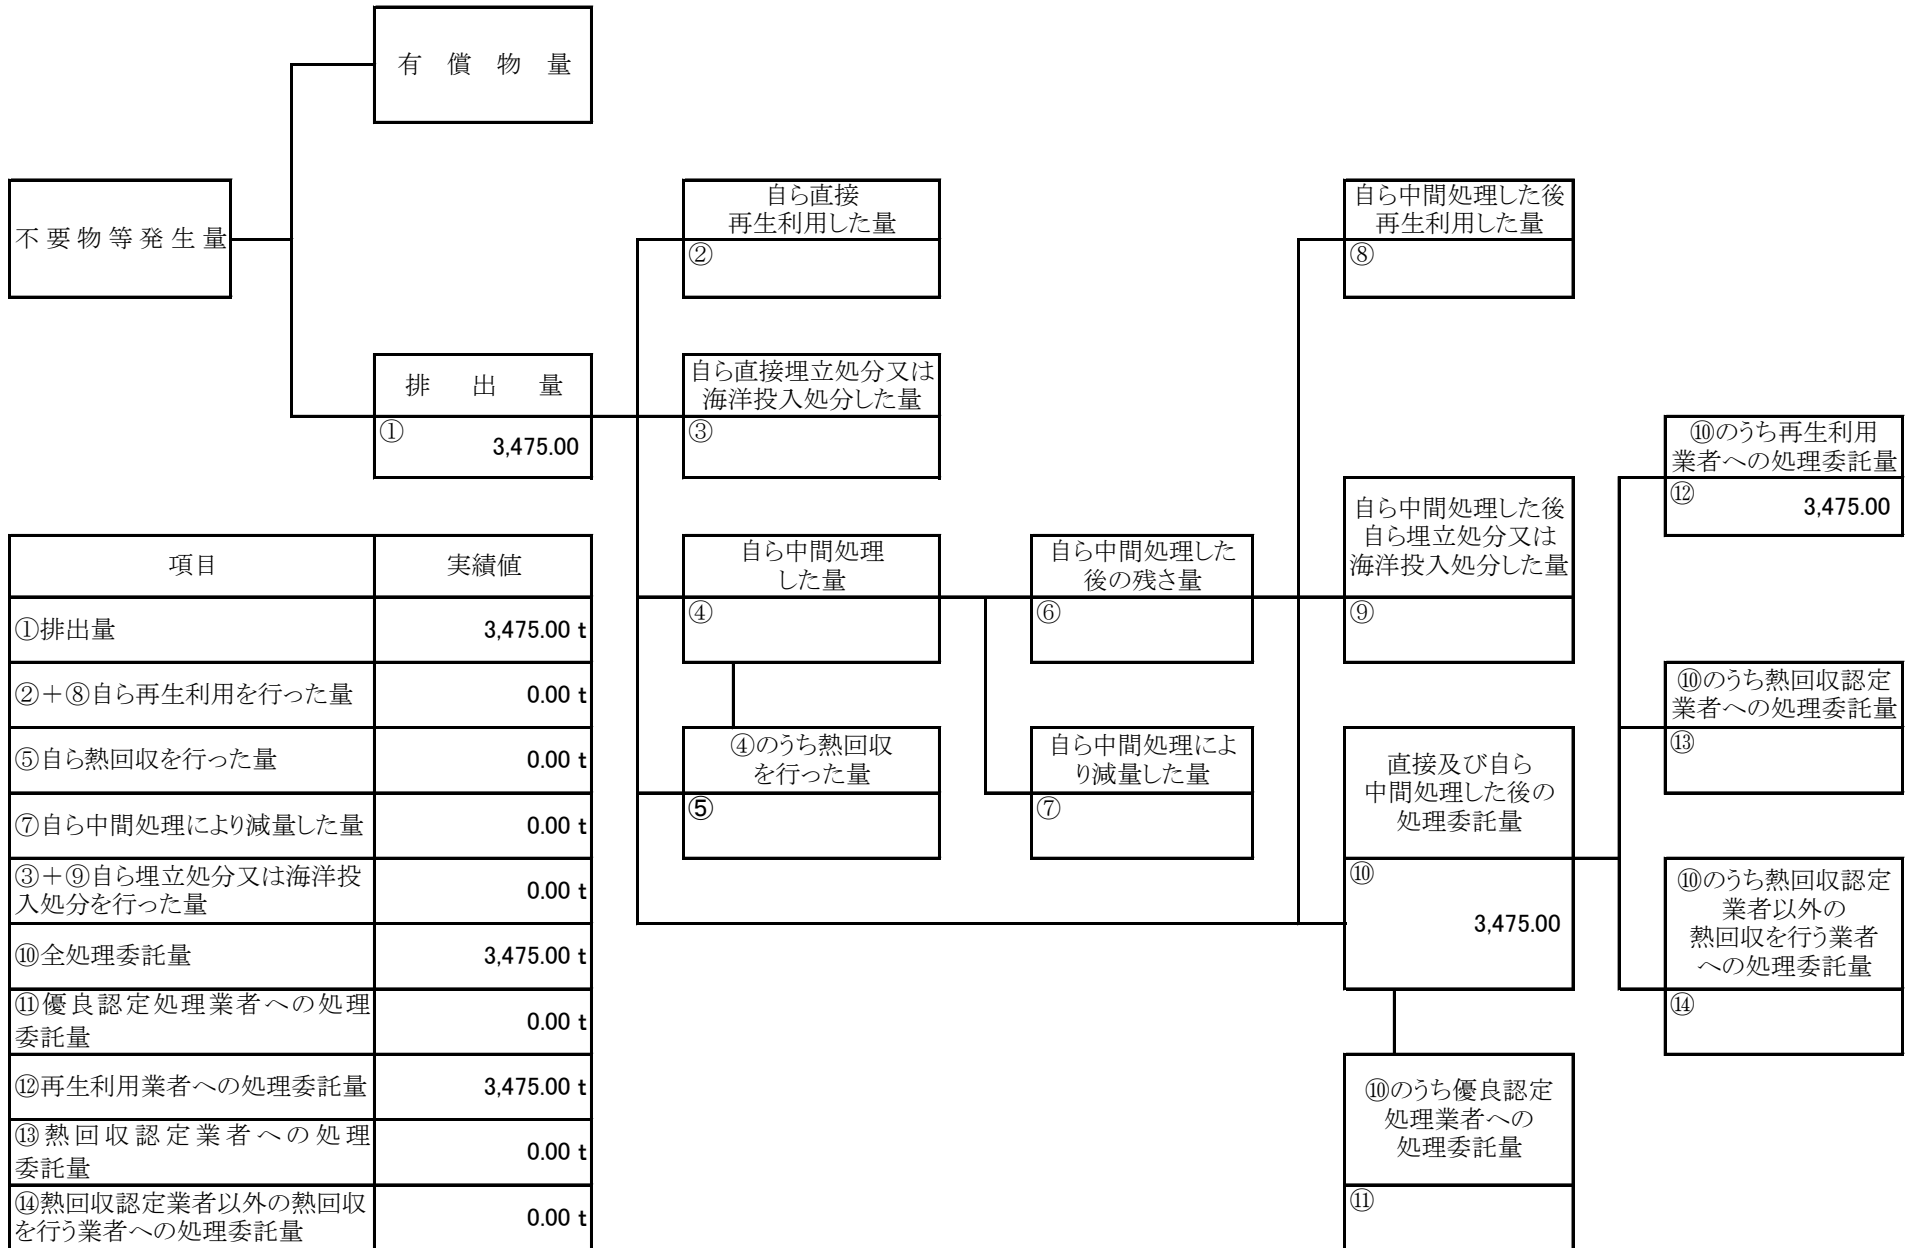 有償物量
不要物等発生量
自ら直接
再生利用した量
②
自ら中間処理した後
再生利用した量
⑧
排出量
①
3,475.00
自ら直接埋立処分又は
海洋投入処分した量
③
⑩のうち再生利用
業者への処理委託量
⑫
3,475.00
自ら中間処理した後
自ら埋立処分又は
海洋投入処分した量
⑨
自ら中間処理
した量
④
自ら中間処理した
後の残さ量
⑥
⑩のうち熱回収認定
業者への処理委託量
⑬
④のうち熱回収
を行った量
⑤
自ら中間処理によ
り減量した量
⑦
直接及び自ら
中間処理した後の
処理委託量
⑩
3,475.00
⑩のうち熱回収認定
業者以外の
熱回収を行う業者
への処理委託量
⑭
⑩のうち優良認定
処理業者への
処理委託量
⑪
項目 実績値
①排出量 3,475.00 t
②＋⑧自ら再生利用を行った量 0.00 t
⑤自ら熱回収を行った量 0.00 t
⑦自ら中間処理により減量した量 0.00 t
③＋⑨自ら埋立処分又は海洋投
入処分を行った量 0.00 t
⑩全処理委託量 3,475.00 t
⑪優良認定処理業者への処理
委託量 0.00 t
⑫再生利用業者への処理委託量 3,475.00 t
⑬熱回収認定業者への処理
委託量 0.00 t
⑭熱回収認定業者以外の熱回収
を行う業者への処理委託量 0.00 t